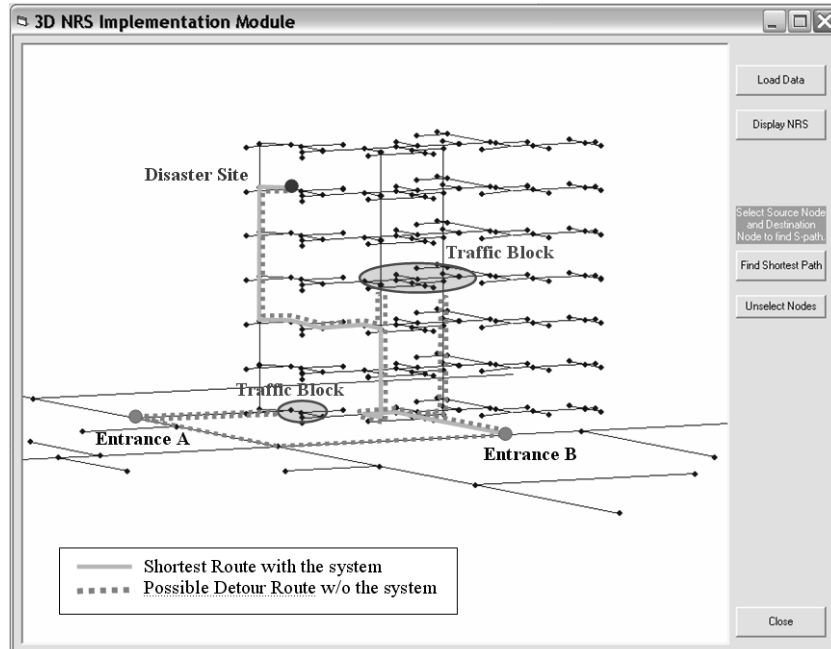 3D NRS Implementation Module
Load Data
Display NRS
Disaster Site
Select Source Node
and Destination
Node to find S-path.
Traffic Block
Find Shortest Path
Unselect Nodes
Traffic Block
Entrance A
Entrance B
Shortest Route with the system
Possible Detour Route w/o the system
Close